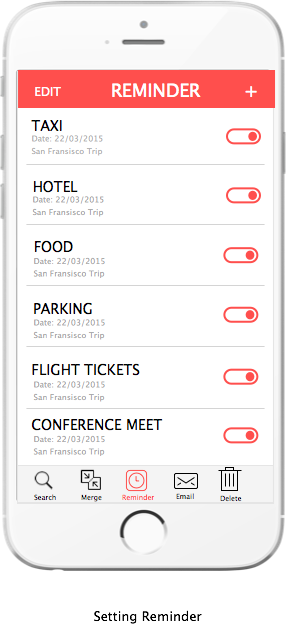 EDIT REMINDER +
TAXI
Date: 22/03/2015
San Fransisco Trip
HOTEL
Date: 22/03/2015
San Fransisco Trip
FOOD
Date: 22/03/2015
San Fransisco Trip
PARKING
Date: 22/03/2015
San Fransisco Trip
FLIGHT TICKETS
Date: 22/03/2015
San Fransisco Trip
CONFERENCE MEET
Date: 22/03/2015
San Fransisco Trip
Search Merge Reminder Email Delete
Setting Reminder